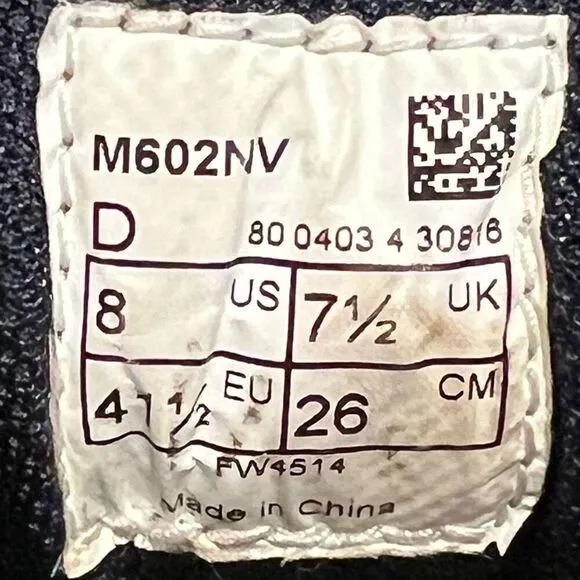 M602NV
D 80 0403 4 30816
8 US 7½ UK
41½ EU 26 CM
FW4514
Made in China